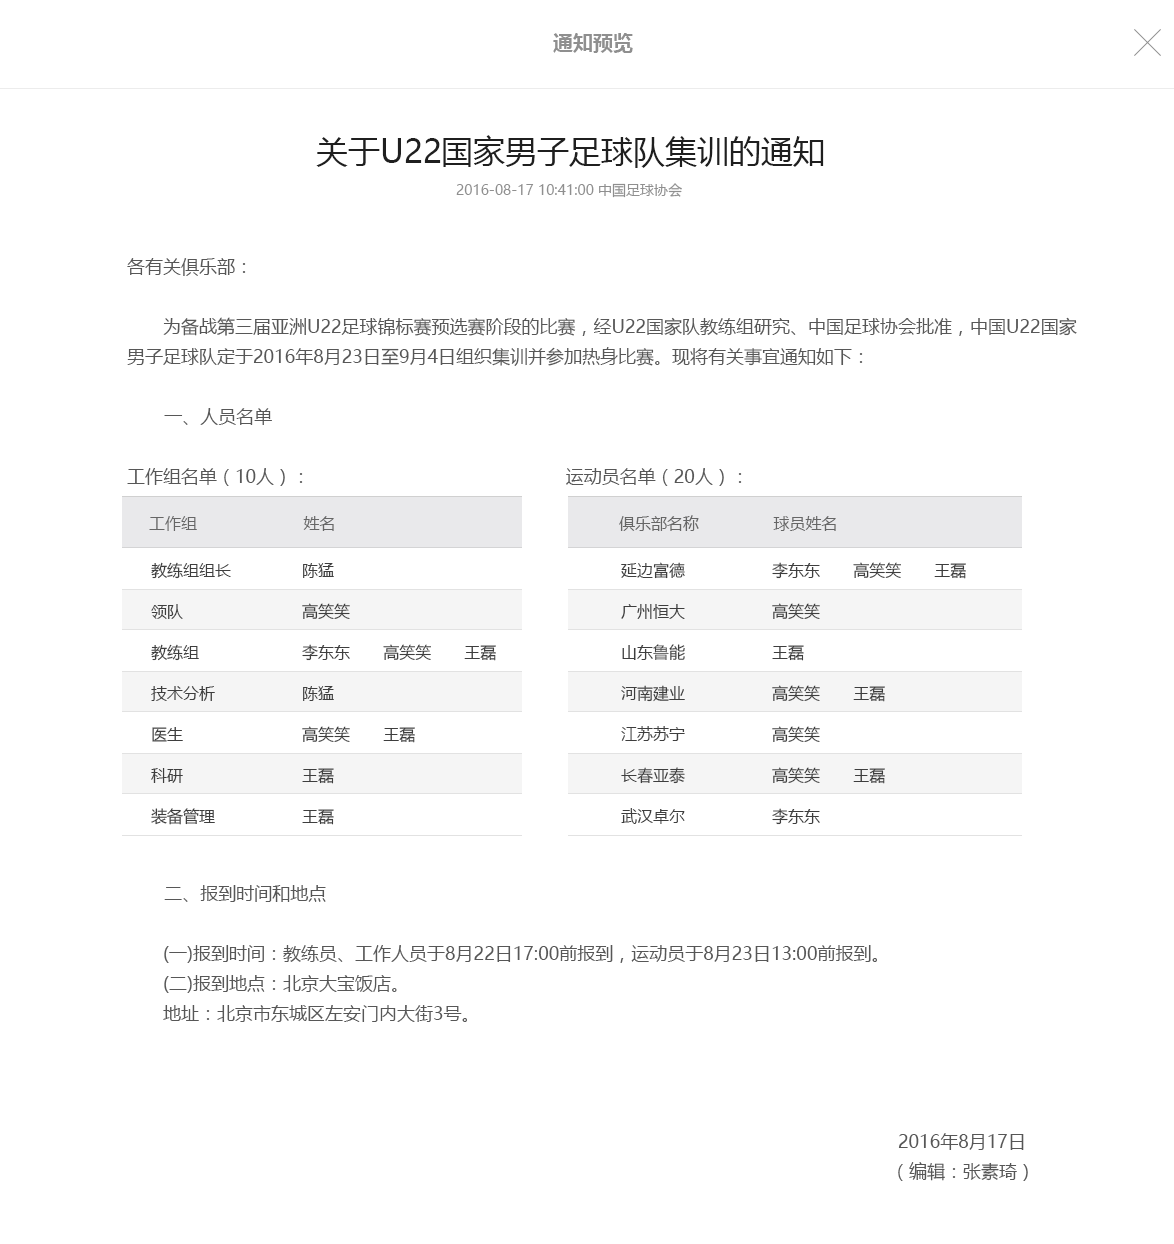 通知预览
关于U22国家男子足球队集训的通知
2016-08-17 10:41:00 中国足球协会
各有关俱乐部：
为备战第三届亚洲U22足球锦标赛预选赛阶段的比赛，经U22国家队教练组研究、中国足球协会批准，中国U22国家
男子足球队定于2016年8月23日至9月4日组织集训并参加热身比赛。现将有关事宜通知如下：
一、人员名单
工作组名单（10人）：
工作组 姓名
教练组组长 陈猛
领队 高笑笑
教练组 李东东 高笑笑 王磊
技术分析 陈猛
医生 高笑笑 王磊
科研 王磊
装备管理 王磊
运动员名单（20人）：
俱乐部名称 球员姓名
延边富德 李东东 高笑笑 王磊
广州恒大 高笑笑
山东鲁能 王磊
河南建业 高笑笑 王磊
江苏苏宁 高笑笑
长春亚泰 高笑笑 王磊
武汉卓尔 李东东
二、报到时间和地点
(一)报到时间：教练员、工作人员于8月22日17:00前报到，运动员于8月23日13:00前报到。
(二)报到地点：北京大宝饭店。
地址：北京市东城区左安门内大街3号。
2016年8月17日
（编辑：张素琦）